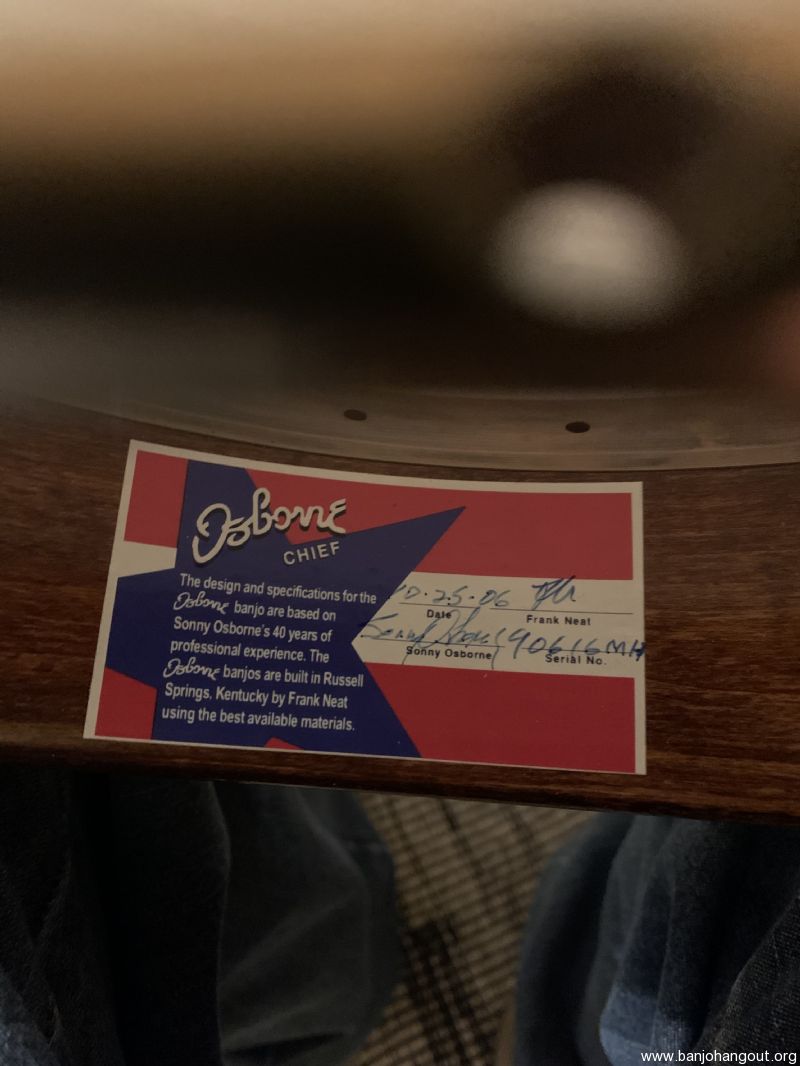 Osborne
CHIEF
The design and specifications for the
Osborne banjo are based on
Sonny Osborne's 40 years of
professional experience. The
Osborne banjos are built in Russell
Springs, Kentucky by Frank Neat
using the best available materials.
10-25-06
Date Frank Neat
Sonny Osborne 90616MH
Sonny Osborne Serial No.
www.banjohangout.org